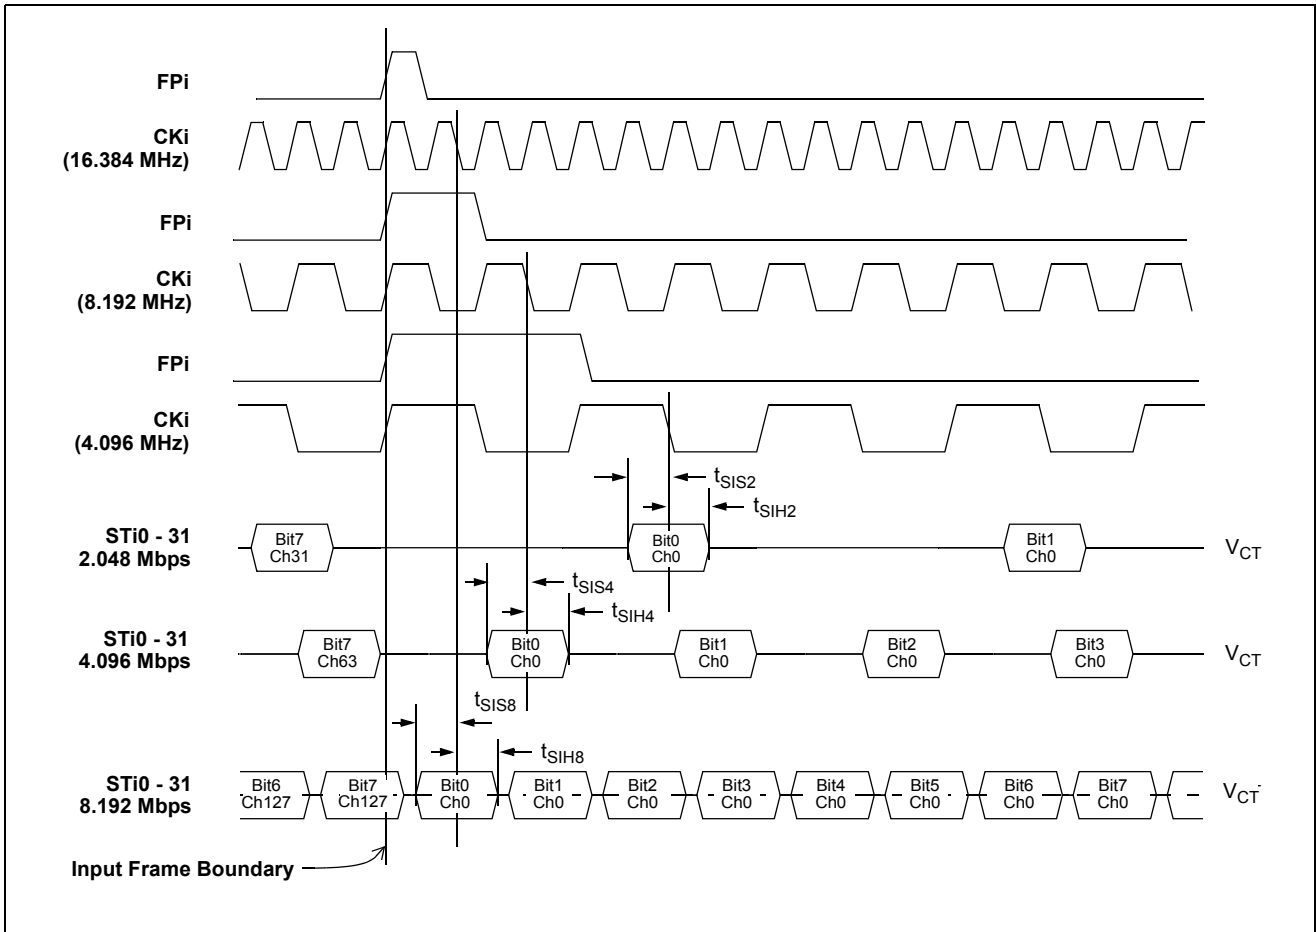 FPi
CKi
(16.384 MHz)
FPi
CKi
(8.192 MHz)
FPi
CKi
(4.096 MHz)
tSIS2
tSIH2
STi0 - 31
2.048 Mbps
Bit7
Ch31
Bit0
Ch0
Bit1
Ch0
VCT
tSIS4
tSIH4
STi0 - 31
4.096 Mbps
Bit7
Ch63
Bit0
Ch0
Bit1
Ch0
Bit2
Ch0
Bit3
Ch0
VCT
tSIS8
tSIH8
STi0 - 31
8.192 Mbps
Bit6
Ch127
Bit7
Ch127
Bit0
Ch0
Bit1
Ch0
Bit2
Ch0
Bit3
Ch0
Bit4
Ch0
Bit5
Ch0
Bit6
Ch0
Bit7
Ch0
VCT
Input Frame Boundary